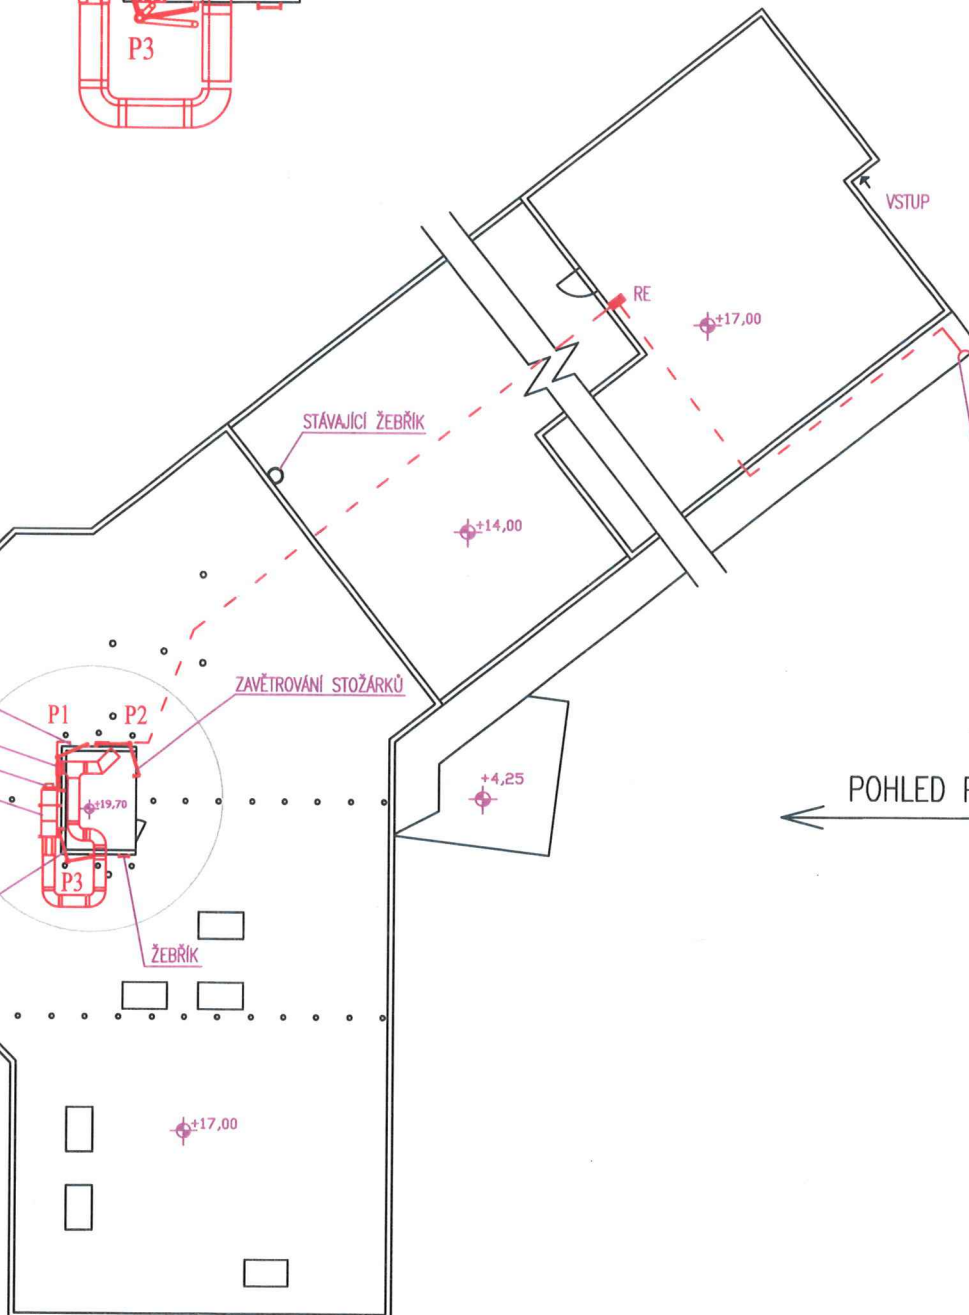 P3
VSTUP
RE
±17,00
STÁVAJÍCÍ ŽEBŘÍK
±14,00
ZAVĚTROVÁNÍ STOŽÁRKŮ
P1
P2
+4,25
POHLED
±19,70
P3
ŽEBŘÍK
±17,00